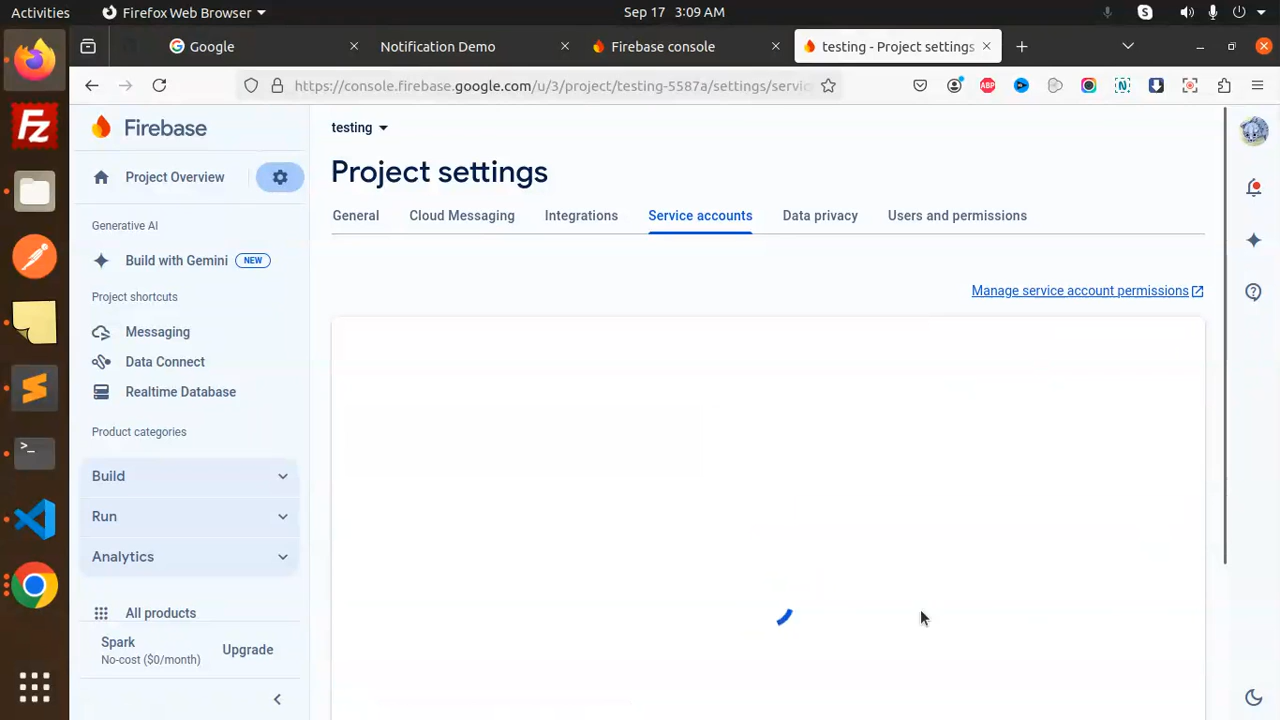 Activities
Firefox Web Browser
Sep 17 3:09 AM
Google
Notification Demo
Firebase console
testing - Project settings
https://console.firebase.google.com/u/3/project/testing-5587a/settings/servic
Firebase
testing
Project Overview
Project settings
General
Cloud Messaging
Integrations
Service accounts
Data privacy
Users and permissions
Generative AI
Build with Gemini NEW
Manage service account permissions
Project shortcuts
Messaging
Data Connect
Realtime Database
Product categories
Build
Run
Analytics
All products
Spark
No-cost ($0/month)
Upgrade